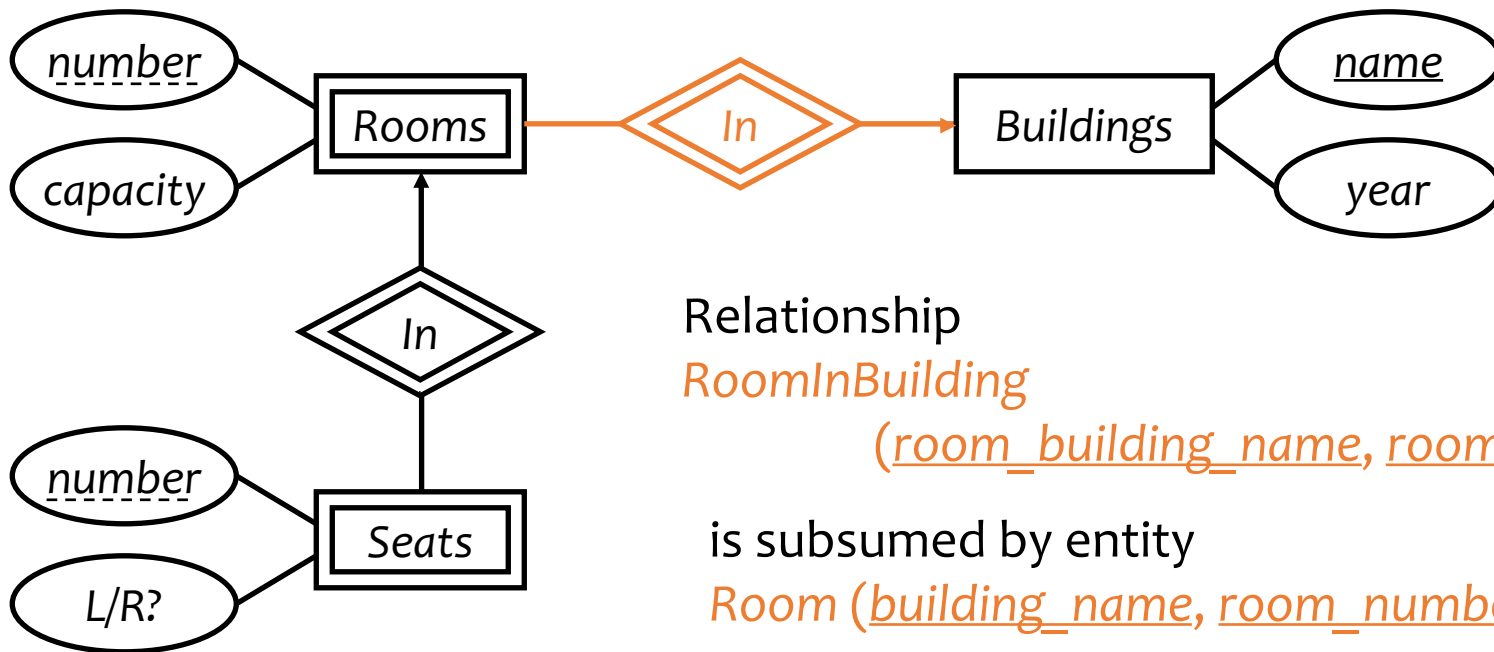 number
capacity
Rooms
In
Buildings
name
year
In
number
L/R?
Seats
Relationship
RoomInBuilding
(room_building_name, room
is subsumed by entity
Room (building_name, room_numb